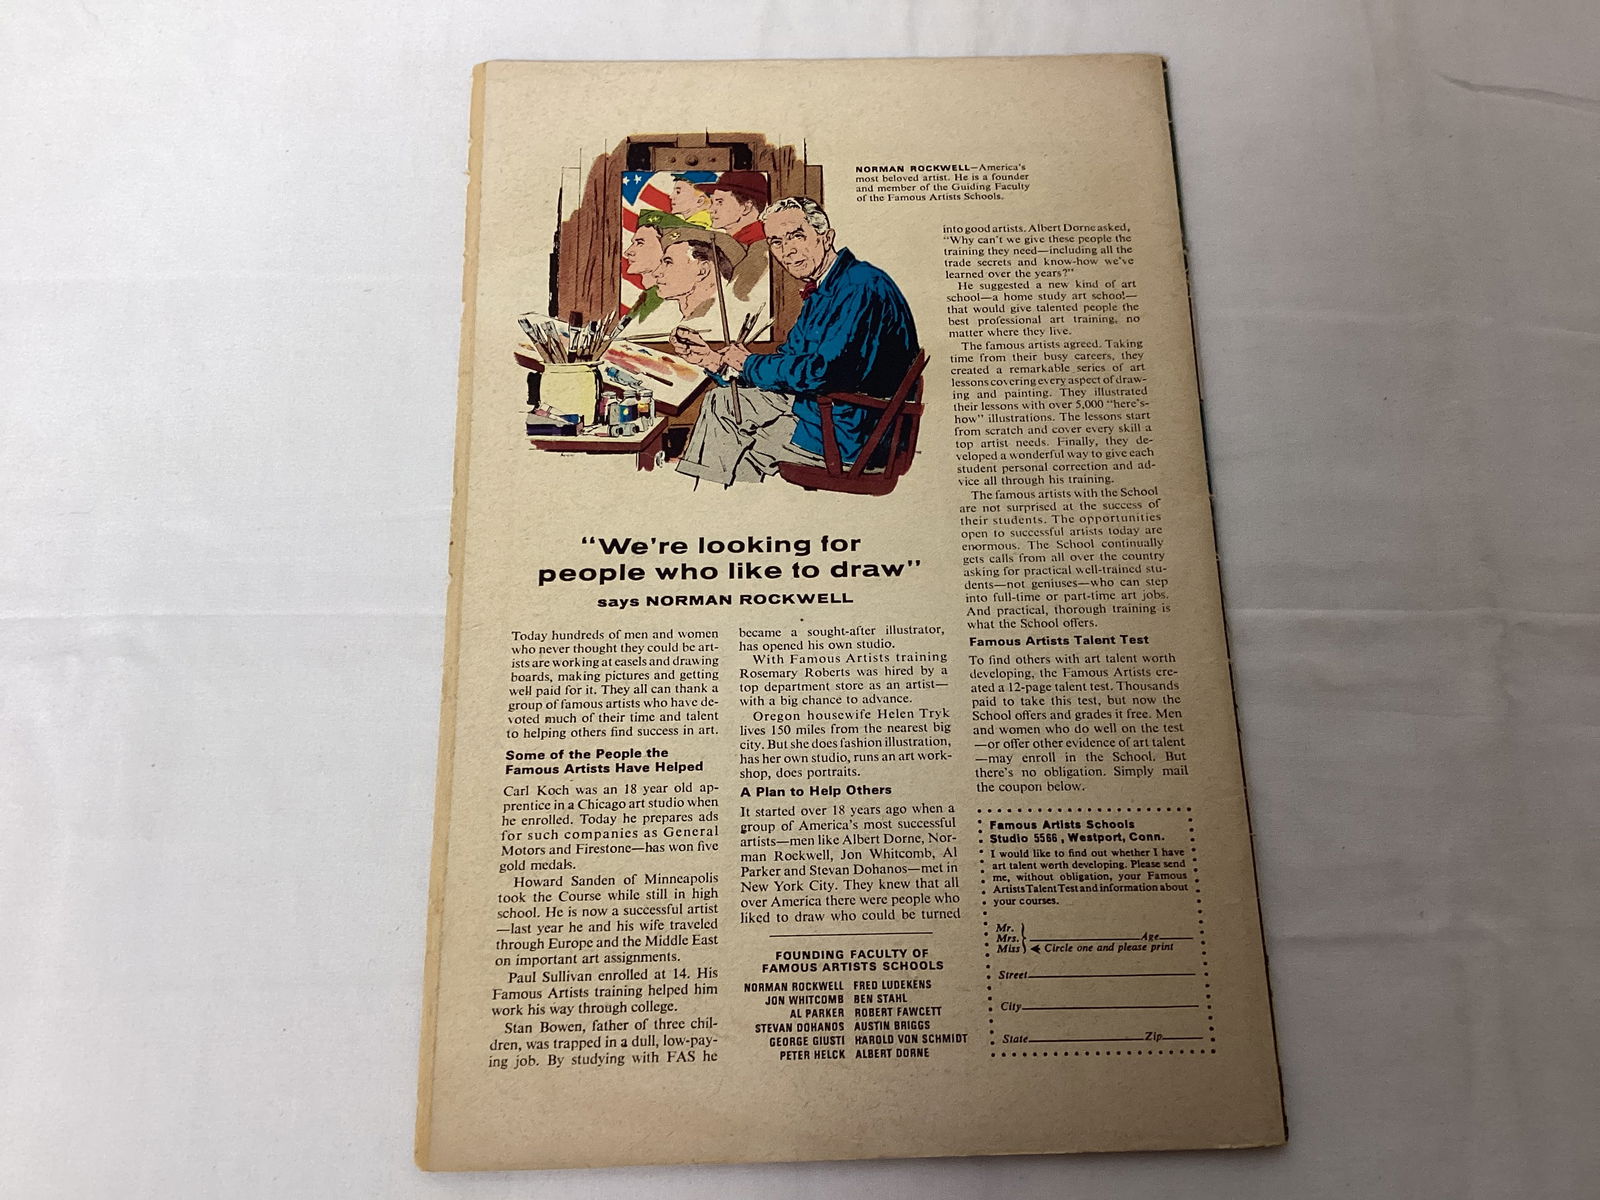 NORMAN ROCKWELL—America's
most beloved artist. He is a founder
and member of the Guiding Faculty
of the Famous Artists Schools.
"We're looking for
people who like to draw"
says NORMAN ROCKWELL
Today hundreds of men and women
who never thought they could be art-
ists are working at easels and drawing
boards, making pictures and getting
well paid for it. They all can thank a
group of famous artists who have de-
voted much of their time and talent
to helping others find success in art.
Some of the People the
Famous Artists Have Helped
Carl Koch was an 18 year old ap-
prentice in a Chicago art studio when
he enrolled. Today he prepares ads
for such companies as General
Motors and Firestone—has won five
gold medals.
Howard Sanden of Minneapolis
took the Course while still in high
school. He is now a successful artist
—last year he and his wife traveled
through Europe and the Middle East
on important art assignments.
Paul Sullivan enrolled at 14. His
Famous Artists training helped him
work his way through college.
Stan Bowen, father of three chil-
dren, was trapped in a dull, low-pay-
ing job. By studying with FAS he
became a sought-after illustrator,
has opened his own studio.
With Famous Artists training
Rosemary Roberts was hired by a
top department store as an artist—
with a big chance to advance.
Oregon housewife Helen Tryk
lives 150 miles from the nearest big
city. But she does fashion illustration,
has her own studio, runs an art work-
shop, does portraits.
A Plan to Help Others
It started over 18 years ago when a
group of America's most successful
artists—men like Albert Dorne, Nor-
man Rockwell, Jon Whitcomb, Al
Parker and Stevan Dohanos—met in
New York City. They knew that all
over America there were people who
liked to draw who could be turned
FOUNDING FACULTY OF
FAMOUS ARTISTS SCHOOLS
NORMAN ROCKWELL FRED LUDEKENS
JON WHITCOMB BEN STAHL
AL PARKER ROBERT FAWCETT
STEVAN DOHANOS AUSTIN BRIGGS
GEORGE GIUSTI HAROLD VON SCHMIDT
PETER HELCK ALBERT DORNE
into good artists. Albert Dorne asked,
"Why can't we give these people the
training they need—including all the
trade secrets and know-how we've
learned over the years?"
He suggested a new kind of art
school—a home study art school—
that would give talented people the
best professional art training, no
matter where they live.
The famous artists agreed. Taking
time from their busy careers, they
created a remarkable series of art
lessons covering every aspect of draw-
ing and painting. They illustrated
their lessons with over 5,000 "here's-
how" illustrations. The lessons start
from scratch and cover every skill a
top artist needs. Finally, they de-
veloped a wonderful way to give each
student personal correction and ad-
vice all through his training.
The famous artists with the School
are not surprised at the success of
their students. The opportunities
open to successful artists today are
enormous. The School continually
gets calls from all over the country
asking for practical well-trained stu-
dents—not geniuses—who can step
into full-time or part-time art jobs.
And practical, thorough training is
what the School offers.
Famous Artists Talent Test
To find others with art talent worth
developing, the Famous Artists cre-
ated a 12-page talent test. Thousands
paid to take this test, but now the
School offers and grades it free. Men
and women who do well on the test
—or offer other evidence of art talent
—may enroll in the School. But
there's no obligation. Simply mail
the coupon below.
Famous Artists Schools
Studio 5566, Westport, Conn.
I would like to find out whether I have
art talent worth developing. Please send
me, without obligation, your Famous
Artists Talent Test and information about
your courses.
Mr.
Mrs. Age
Miss Circle one and please print
Street
City
State Zip